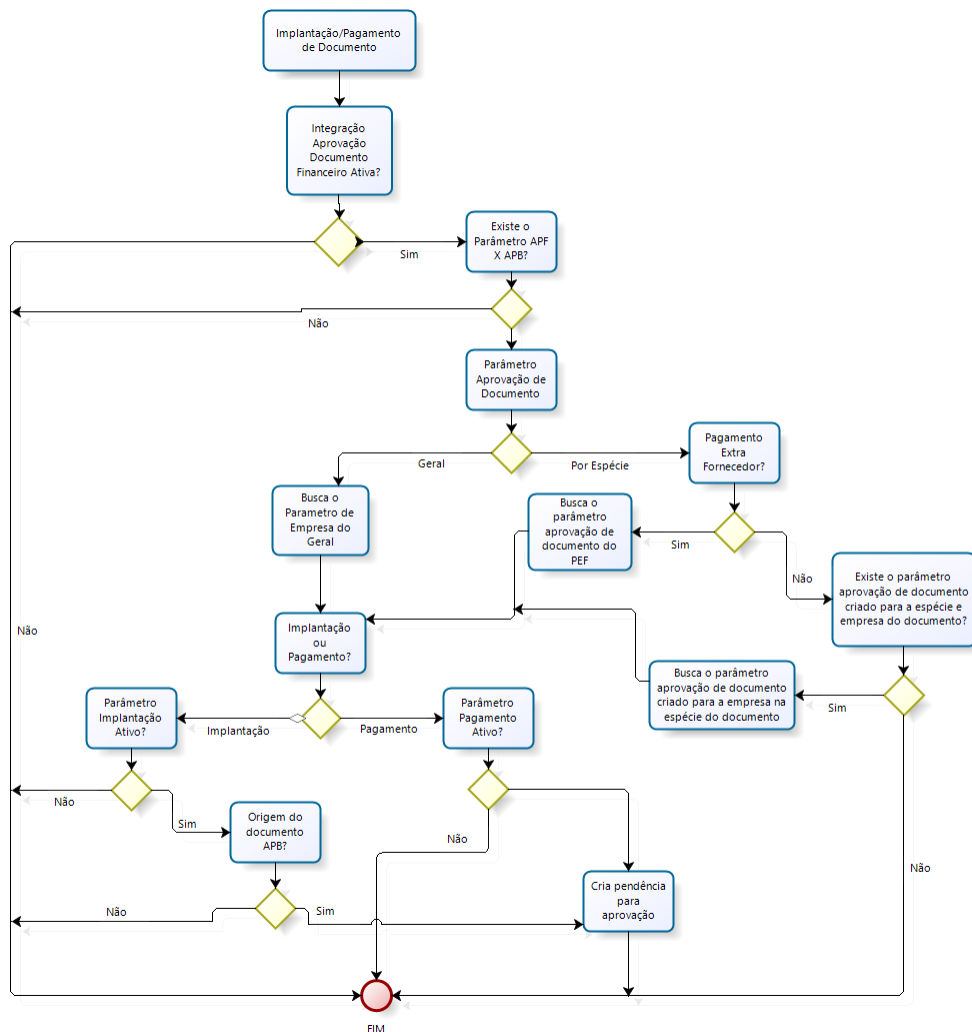 Implantação/Pagamento
de Documento
Integração
Aprovação
Documento
Financeiro Ativa?
Existe o
Parâmetro APF
X APB?
Sim
Não
Parâmetro
Aprovação de
Documento
Geral
Por Espécie
Pagamento
Extra
Fornecedor?
Busca o
Parametro de
Empresa do
Geral
Busca o
parâmetro
aprovação de
documento do
PEF
Sim
Não
Existe o parâmetro
aprovação de documento
criado para a espécie e
empresa do documento?
Não
Implantação
ou
Pagamento?
Busca o parâmetro
aprovação de documento
criado para a empresa na
espécie do documento
Sim
Parâmetro
Implantação
Ativo?
Implantação
Pagamento
Parâmetro
Pagamento
Ativo?
Não
Sim
Origem do
documento
APB?
Não
Não
Cria pendência
para
aprovação
Não
Sim
FIM